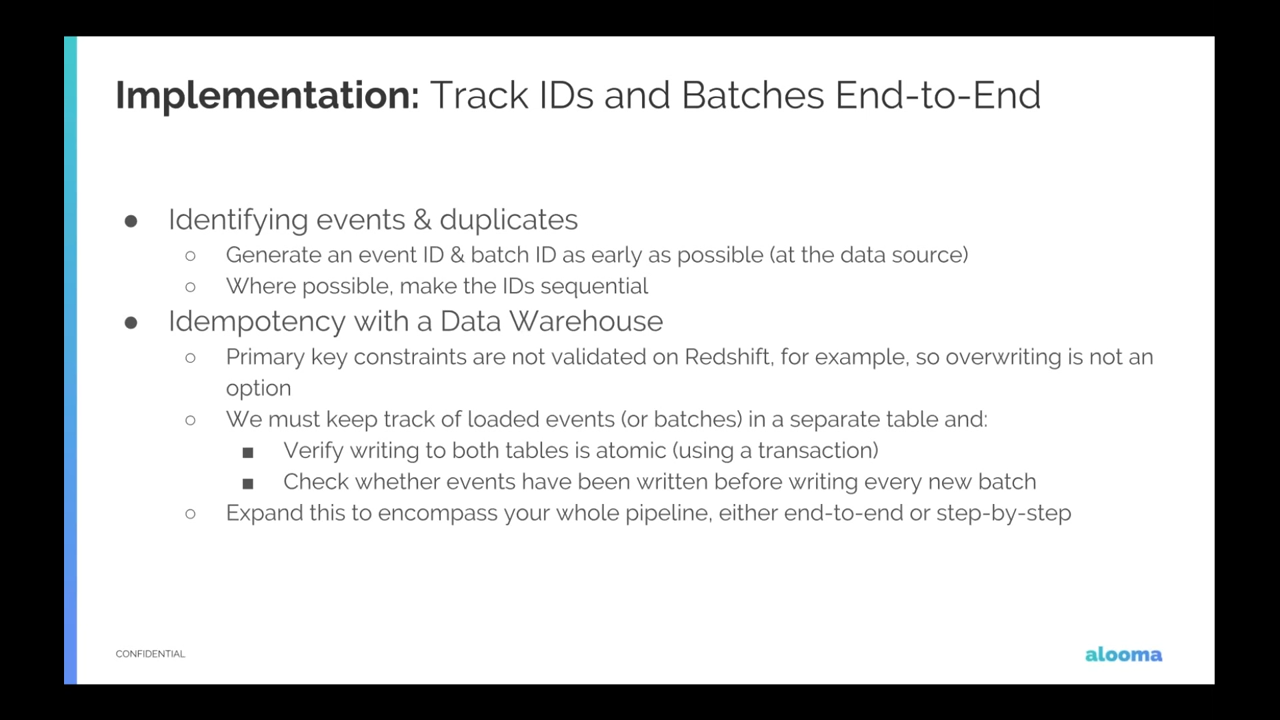 Implementation: Track IDs and Batches End-to-End
● Identifying events & duplicates
○ Generate an event ID & batch ID as early as possible (at the data source)
○ Where possible, make the IDs sequential
● Idempotency with a Data Warehouse
○ Primary key constraints are not validated on Redshift, for example, so overwriting is not an
option
○ We must keep track of loaded events (or batches) in a separate table and:
■ Verify writing to both tables is atomic (using a transaction)
■ Check whether events have been written before writing every new batch
○ Expand this to encompass your whole pipeline, either end-to-end or step-by-step
CONFIDENTIAL
alooma